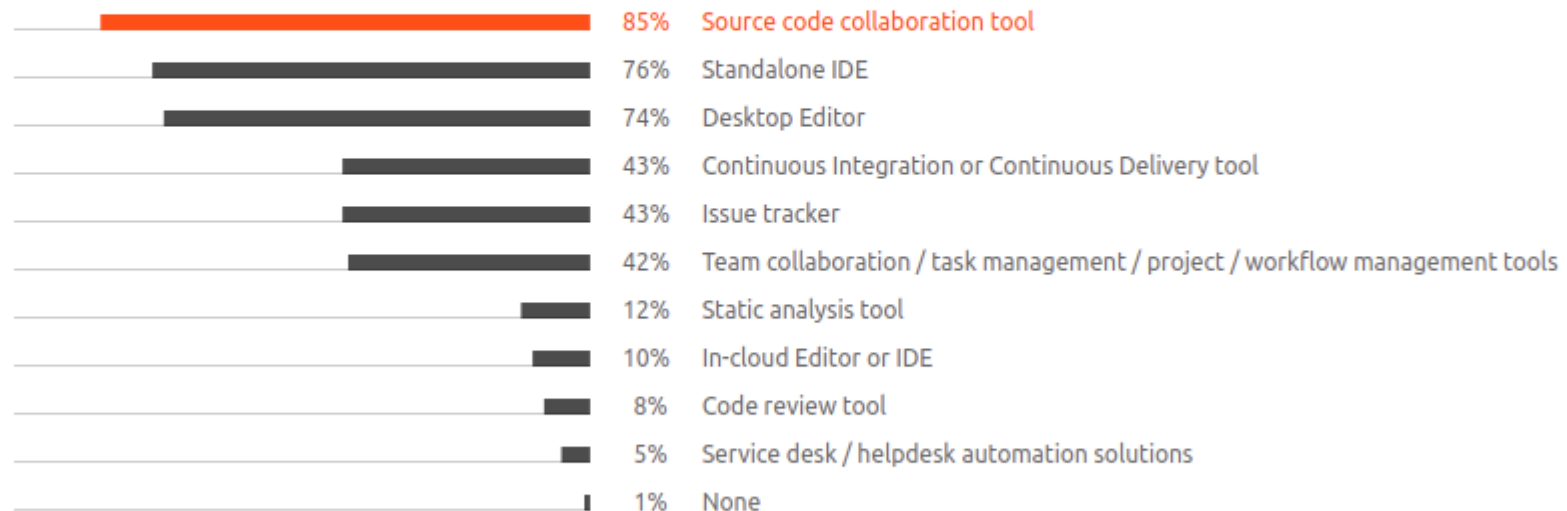 85% Source code collaboration tool
76% Standalone IDE
74% Desktop Editor
43% Continuous Integration or Continuous Delivery tool
43% Issue tracker
42% Team collaboration / task management / project / workflow management tools
12% Static analysis tool
10% In-cloud Editor or IDE
8% Code review tool
5% Service desk / helpdesk automation solutions
1% None